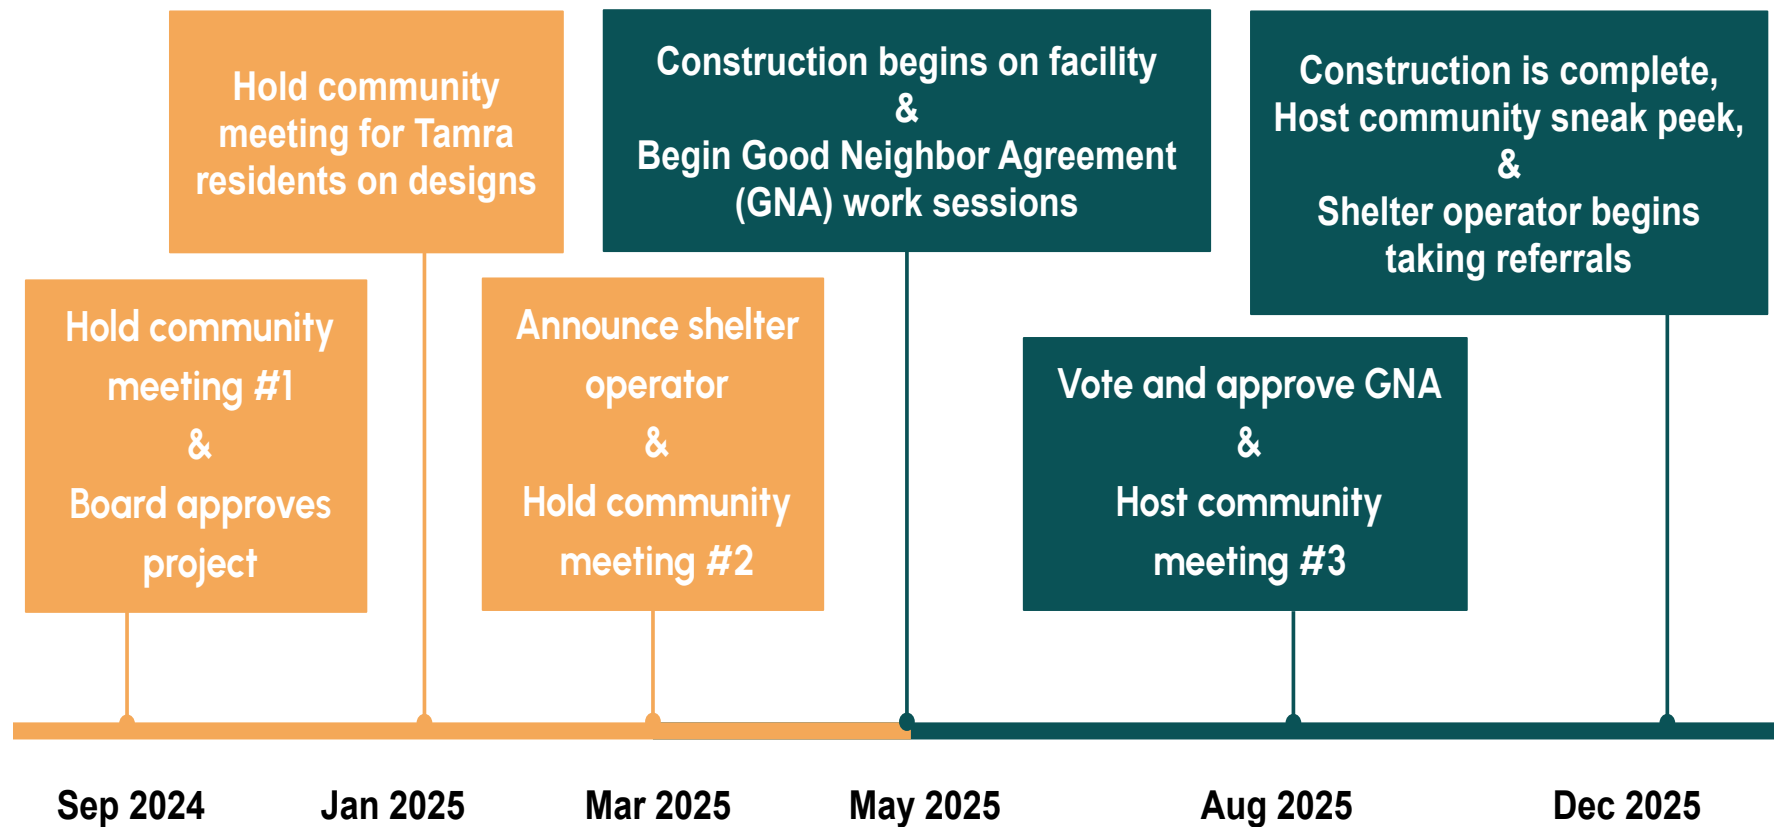 Hold community
meeting for Tamra
residents on designs
Construction begins on facility
&
Begin Good Neighbor Agreement
(GNA) work sessions
Construction is complete,
Host community sneak peek,
&
Shelter operator begins
taking referrals
Hold community
meeting #1
&
Board approves
project
Announce shelter
operator
&
Hold community
meeting #2
Vote and approve GNA
&
Host community
meeting #3
Sep 2024
Jan 2025
Mar 2025
May 2025
Aug 2025
Dec 2025